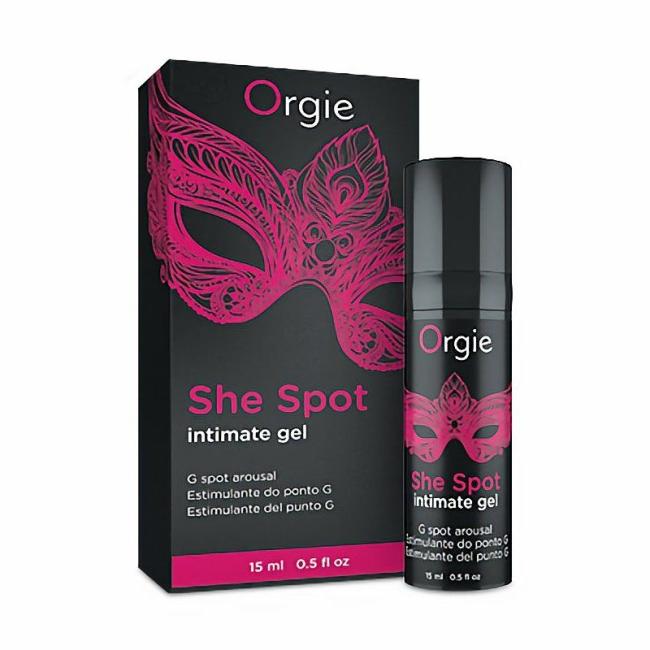 Orgie
She Spot
intimate gel
G spot arousal
Estimulante do ponto G
Estimulante del punto G
15 ml 0.5 fl oz
Orgie
She Spot
intimate gel
G spot arousal
Estimulante do ponto G
Estimulante del punto G
15 ml 0.5 fl oz